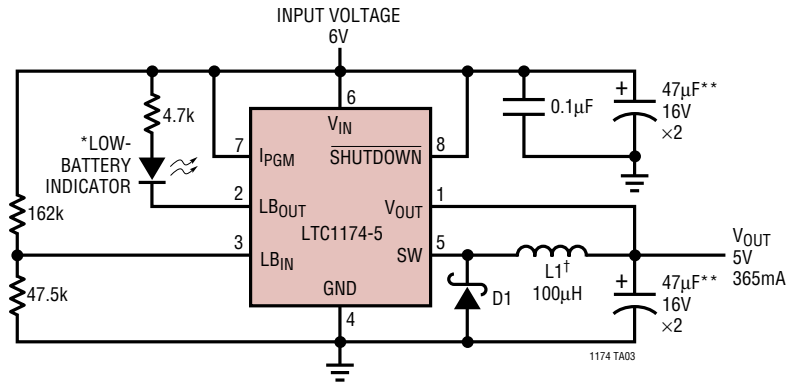 INPUT VOLTAGE
6V
6
4.7k
0.1µF
+
47µF**
16V
×2
*LOW-
BATTERY
INDICATOR
7
VIN
IPGM
SHUTDOWN
8
2
LBOUT
VOUT
1
162k
LTC1174-5
3
LBIN
SW
5
L1†
100µH
VOUT
5V
365mA
47.5k
GND
4
D1
+
47µF**
16V
×2
1174 TA03